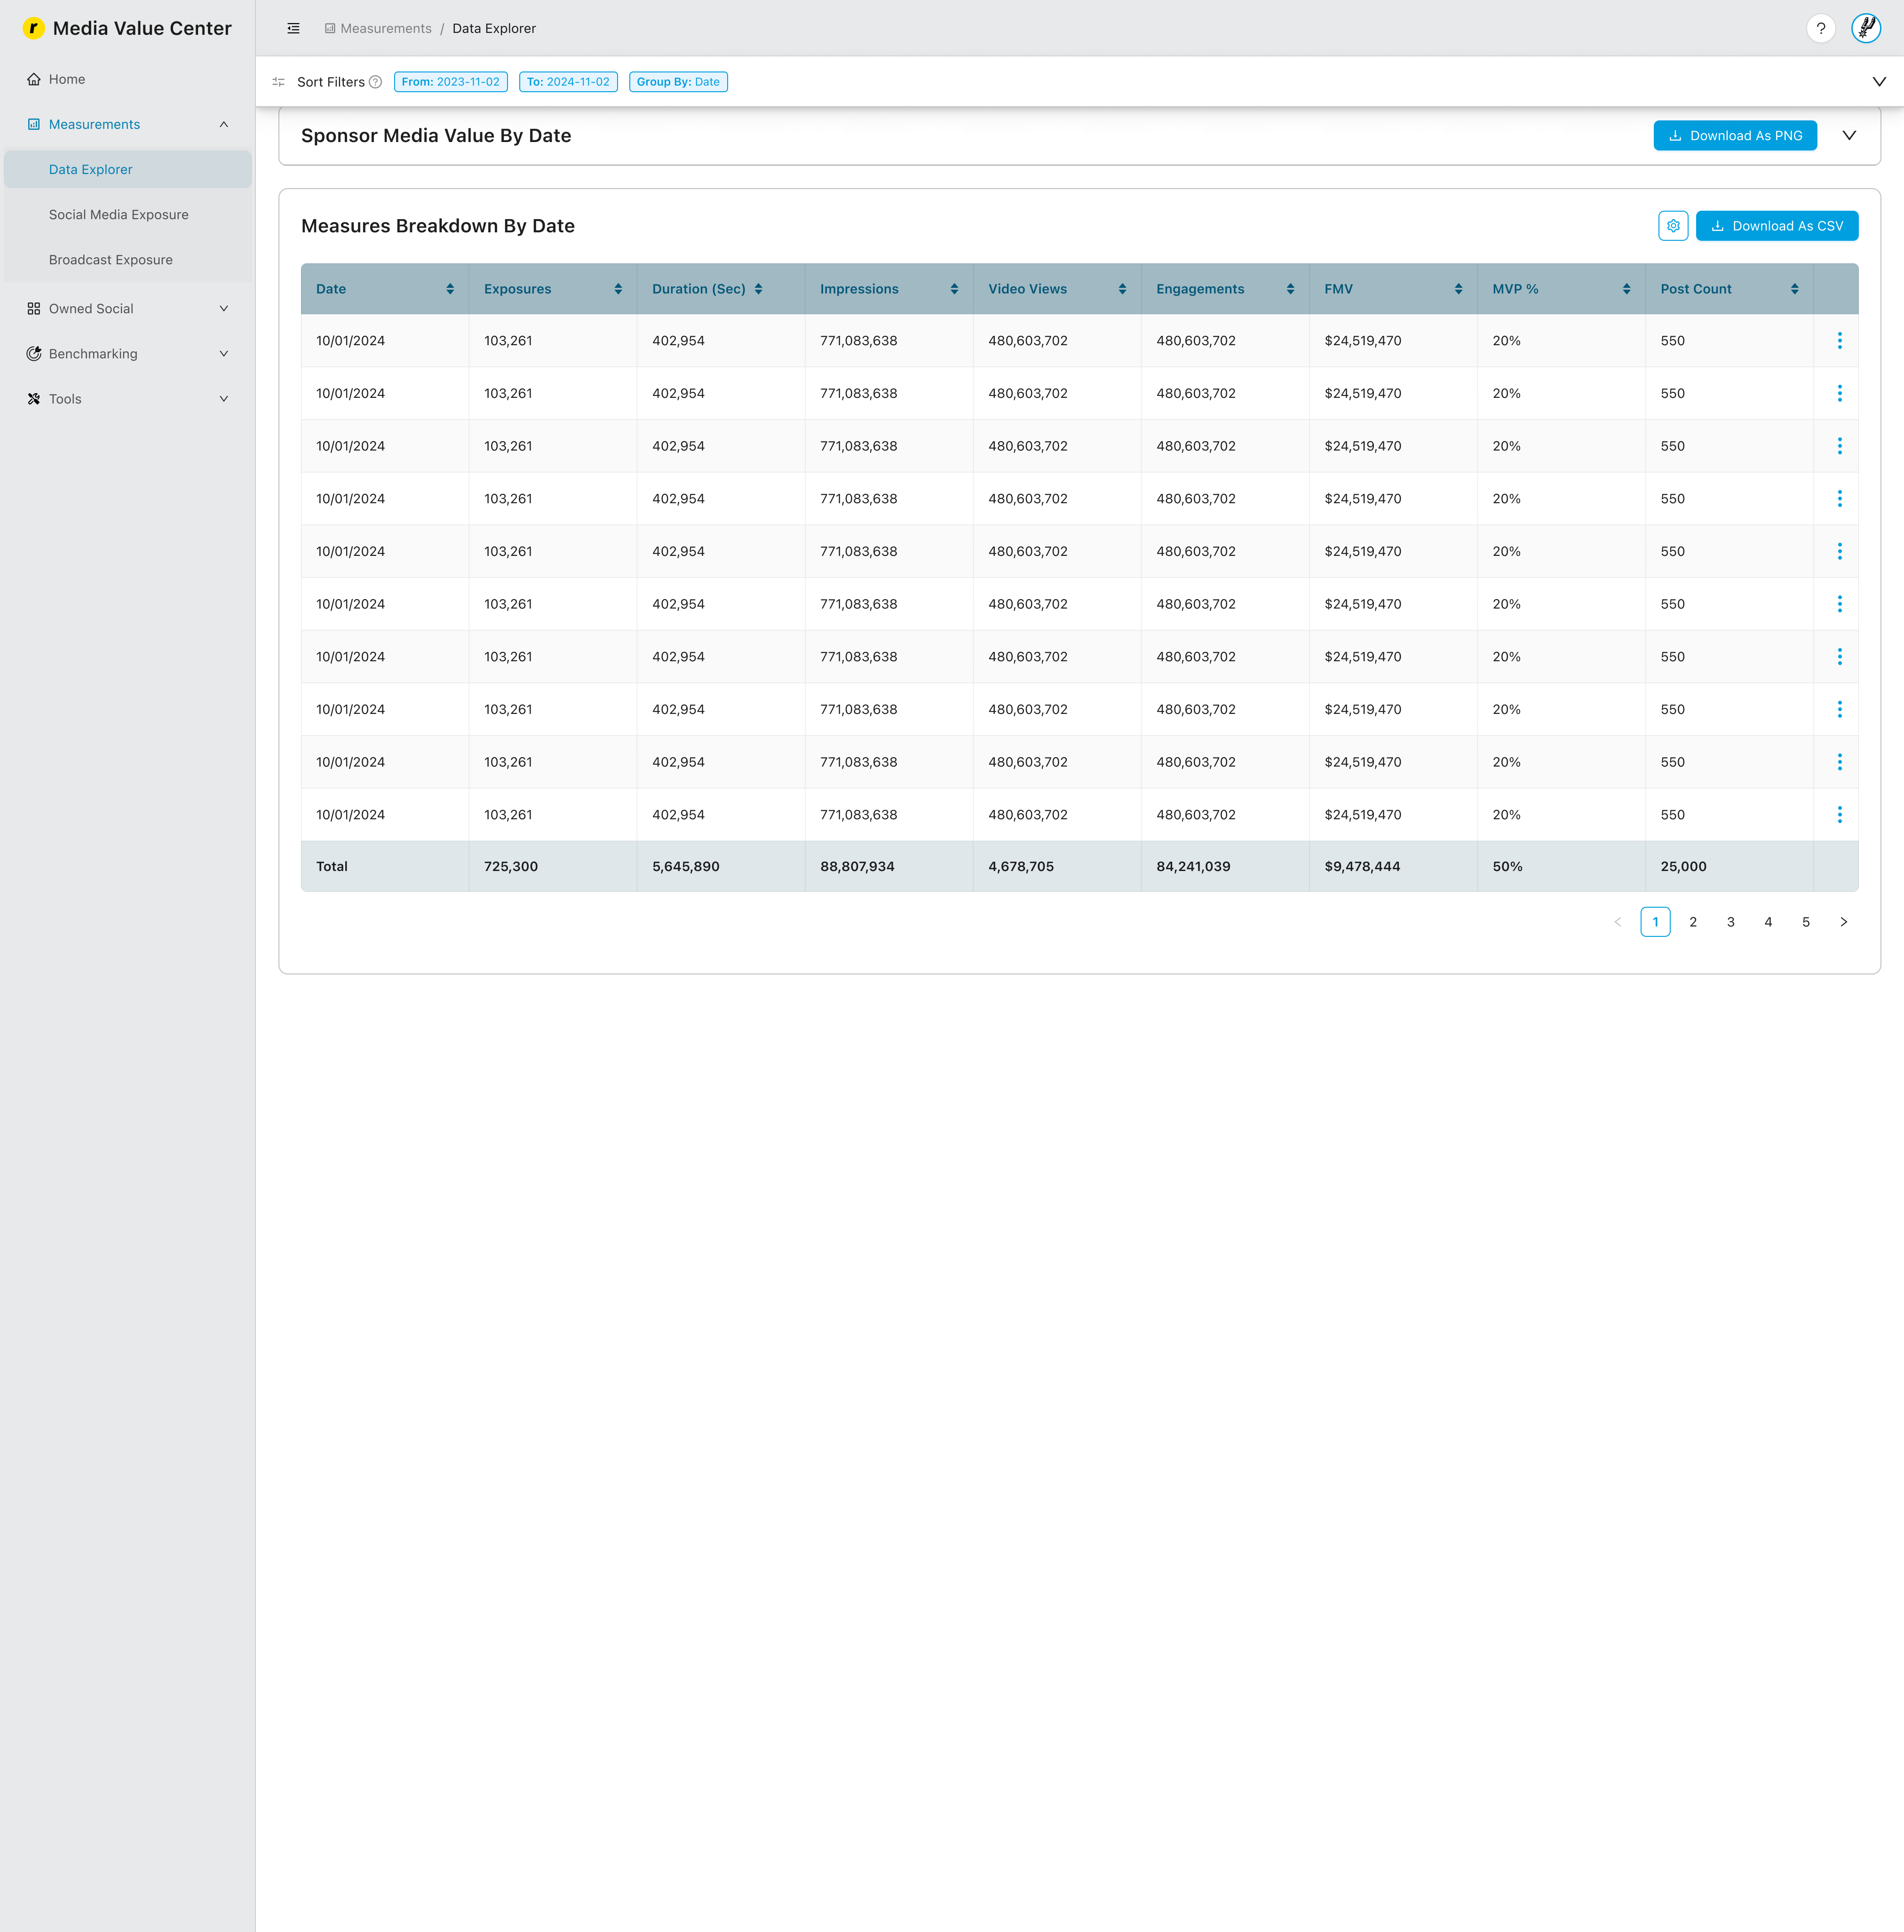 r Media Value Center
Measurements / Data Explorer
?
Home
Measurements
Data Explorer
Social Media Exposure
Broadcast Exposure
Owned Social
Benchmarking
Tools
Sort Filters ? From: 2023-11-02 To: 2024-11-02 Group By: Date
Sponsor Media Value By Date Download As PNG
Measures Breakdown By Date Download As CSV
Date Exposures Duration (Sec) Impressions Video Views Engagements FMV MVP % Post Count
10/01/2024 103,261 402,954 771,083,638 480,603,702 480,603,702 $24,519,470 20% 550
10/01/2024 103,261 402,954 771,083,638 480,603,702 480,603,702 $24,519,470 20% 550
10/01/2024 103,261 402,954 771,083,638 480,603,702 480,603,702 $24,519,470 20% 550
10/01/2024 103,261 402,954 771,083,638 480,603,702 480,603,702 $24,519,470 20% 550
10/01/2024 103,261 402,954 771,083,638 480,603,702 480,603,702 $24,519,470 20% 550
10/01/2024 103,261 402,954 771,083,638 480,603,702 480,603,702 $24,519,470 20% 550
10/01/2024 103,261 402,954 771,083,638 480,603,702 480,603,702 $24,519,470 20% 550
10/01/2024 103,261 402,954 771,083,638 480,603,702 480,603,702 $24,519,470 20% 550
10/01/2024 103,261 402,954 771,083,638 480,603,702 480,603,702 $24,519,470 20% 550
10/01/2024 103,261 402,954 771,083,638 480,603,702 480,603,702 $24,519,470 20% 550
Total 725,300 5,645,890 88,807,934 4,678,705 84,241,039 $9,478,444 50% 25,000
< 1 2 3 4 5 >